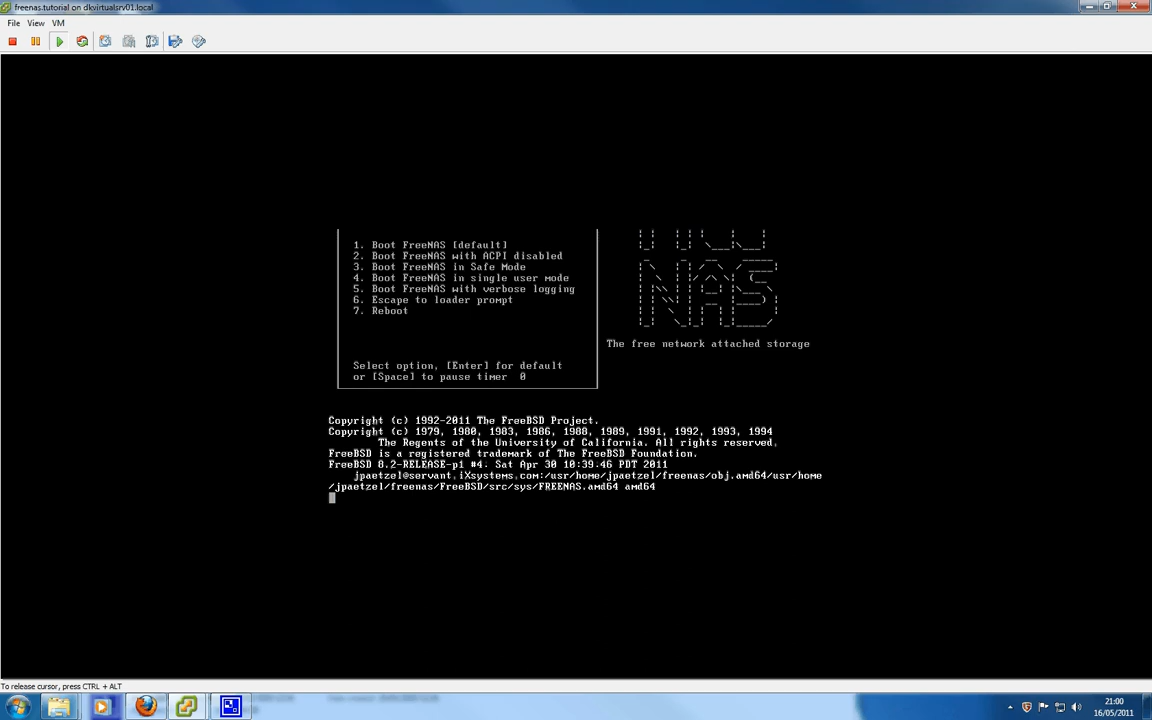 freenas.tutorial on dkvirtualsrv01.local
File View VM
1. Boot FreeNAS [default]
2. Boot FreeNAS with ACPI disabled
3. Boot FreeNAS in Safe Mode
4. Boot FreeNAS in single user mode
5. Boot FreeNAS with verbose logging
6. Escape to loader prompt
7. Reboot
NAS
The free network attached storage
Select option, [Enter] for default
or [Space] to pause timer 0
Copyright (c) 1992-2011 The FreeBSD Project.
Copyright (c) 1979, 1980, 1983, 1986, 1988, 1989, 1991, 1992, 1993, 1994
The Regents of the University of California. All rights reserved.
FreeBSD is a registered trademark of The FreeBSD Foundation.
FreeBSD 8.2-RELEASE-p1 #4: Sat Apr 30 10:39:46 PDT 2011
jpaetzel@servant.iXsystems.com:/usr/home/jpaetzel/freenas/obj.amd64/usr/home
/jpaetzel/freenas/FreeBSD/src/sys/FREENAS.amd64 amd64
To release cursor, press CTRL + ALT
21:00
16/05/2011